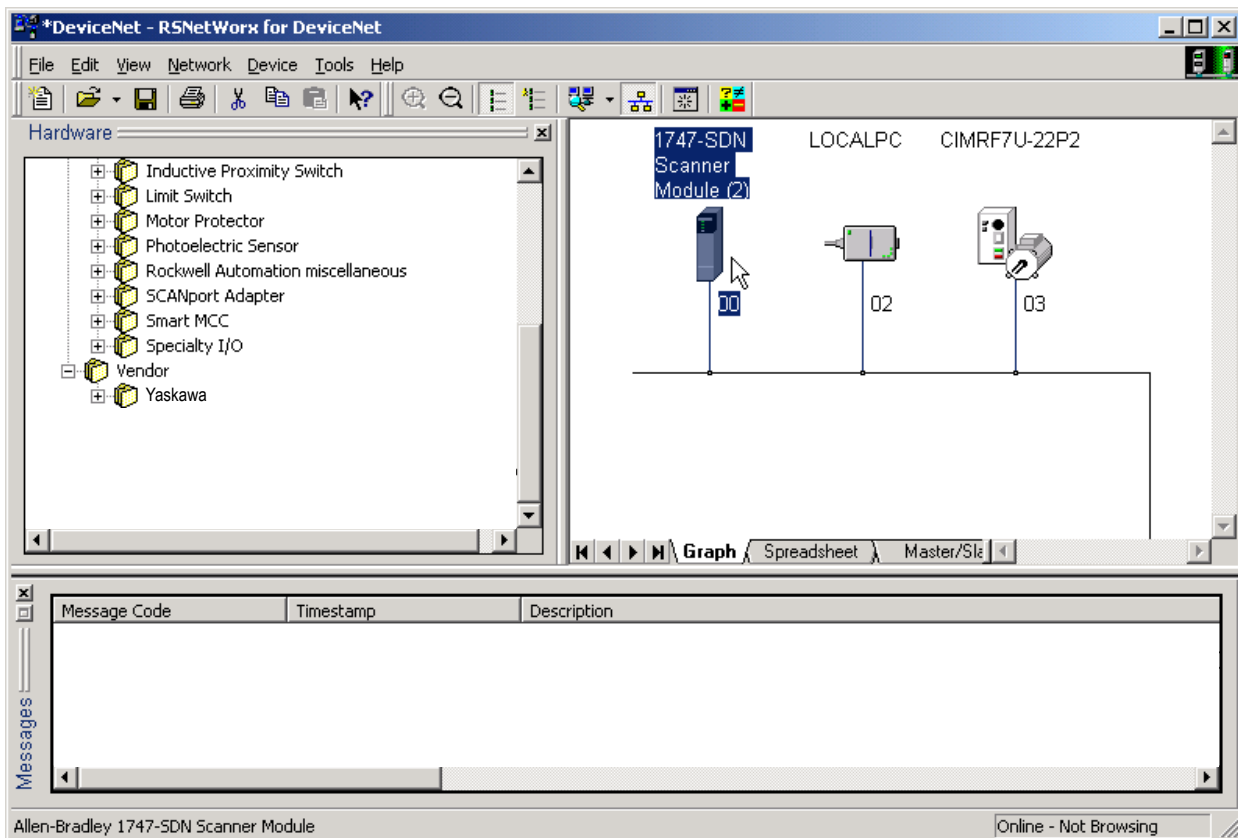 *DeviceNet - RSNetWorx for DeviceNet
File Edit View Network Device Tools Help
Hardware
Inductive Proximity Switch
Limit Switch
Motor Protector
Photoelectric Sensor
Rockwell Automation miscellaneous
SCANport Adapter
Smart MCC
Specialty I/O
Vendor
Yaskawa
1747-SDN
Scanner
Module (2)
LOCALPC
CIMRF7U-22P2
00
02
03
Graph Spreadsheet Master/Sla
Message Code Timestamp Description
Messages
Allen-Bradley 1747-SDN Scanner Module
Online - Not Browsing